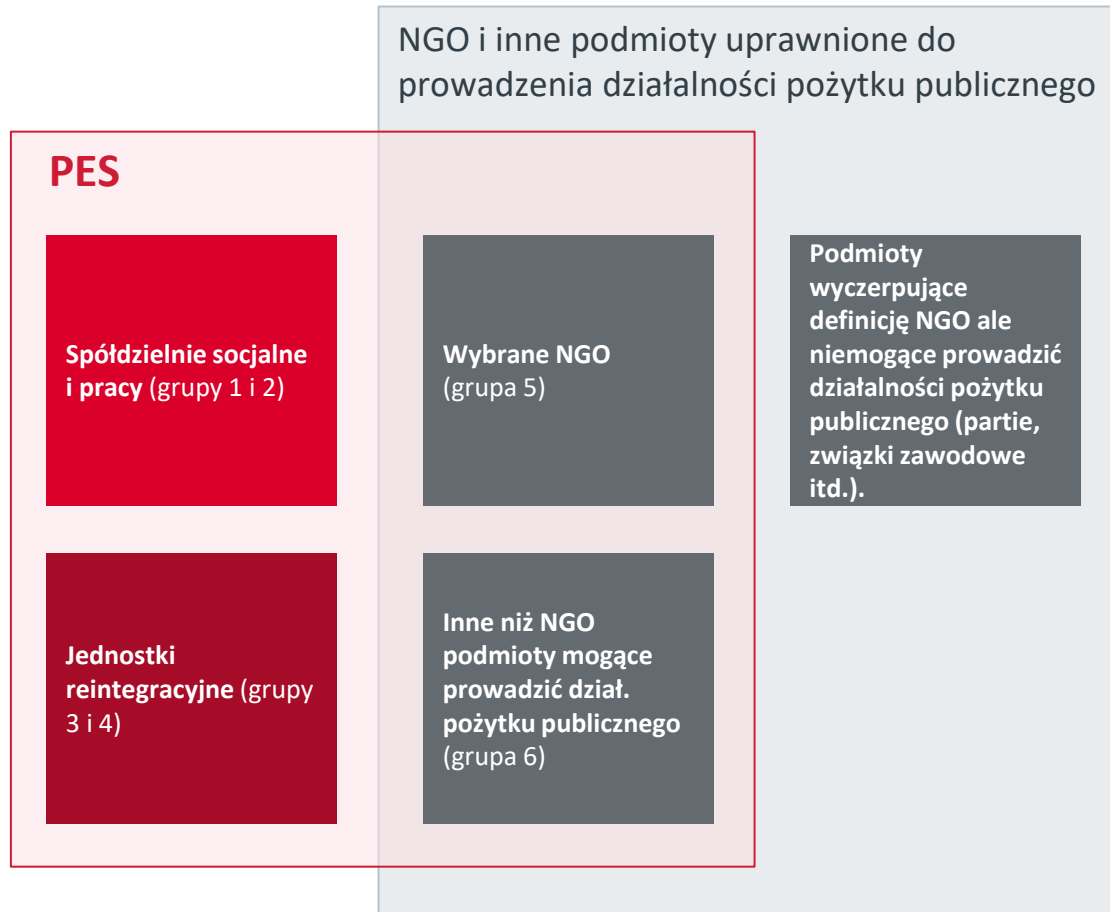 NGO i inne podmioty uprawnione do
prowadzenia działalności pożytku publicznego
PES
Spółdzielnie socjalne
i pracy (grupy 1 i 2)
Wybrane NGO
(grupa 5)
Podmioty
wyczerpujące
definicję NGO ale
niemogące prowadzić
działalności pożytku
publicznego (partie,
związki zawodowe
itd.).
Jednostki
reintegracyjne (grupy
3 i 4)
Inne niż NGO
podmioty mogące
prowadzić dział.
pożytku publicznego
(grupa 6)